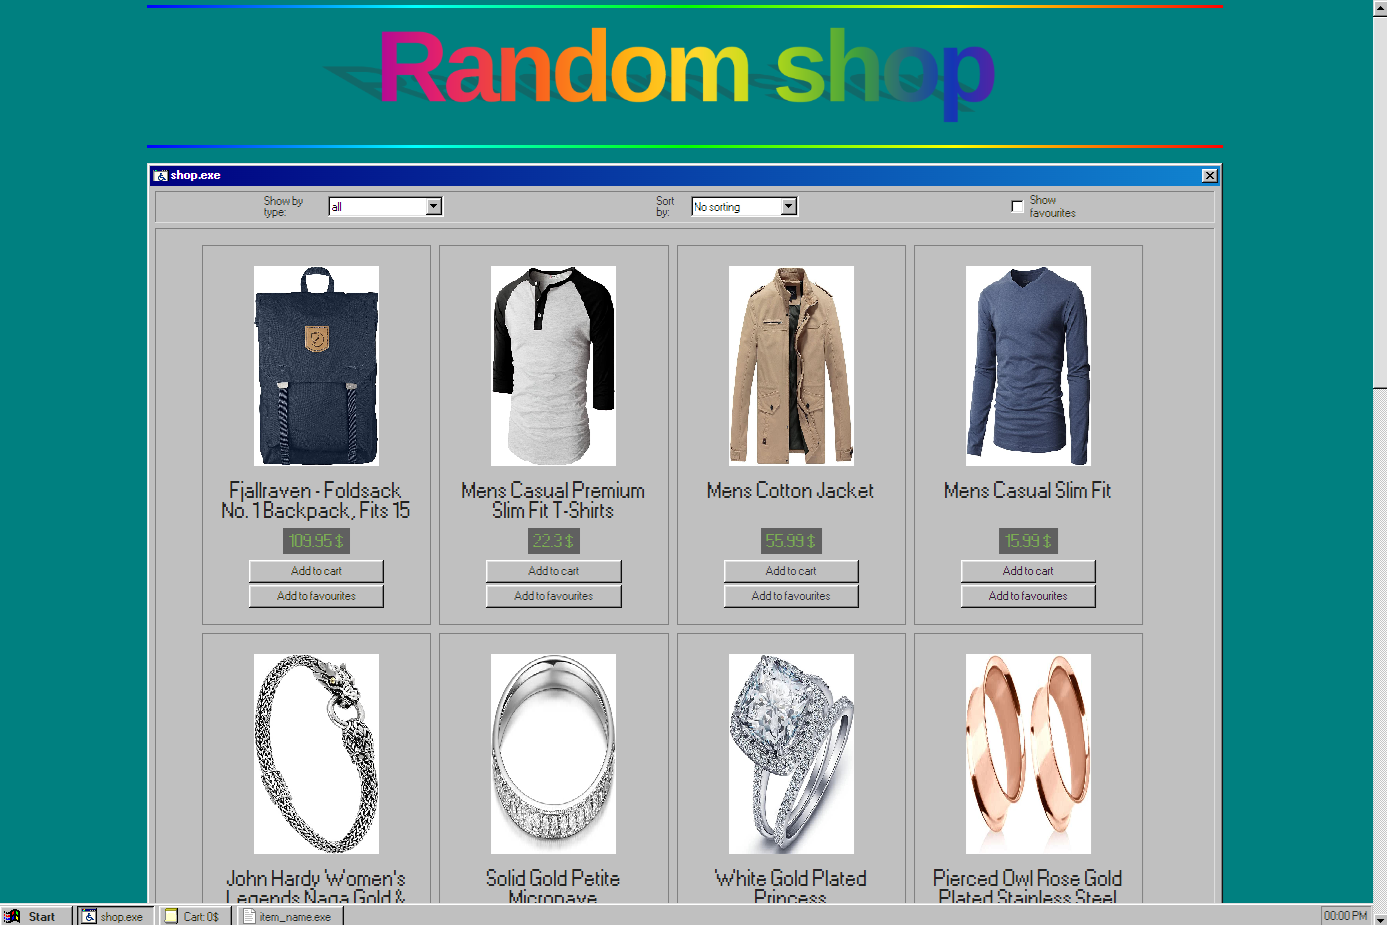 Random shop
shop.exe
Show by
type:
all
Sort
by:
No sorting
Show
favourites
Fjallraven - Foldsack
No. 1 Backpack, Fits 15
109.95 $
Add to cart
Add to favourites
Mens Casual Premium
Slim Fit T-Shirts
22.3 $
Add to cart
Add to favourites
Mens Cotton Jacket
55.99 $
Add to cart
Add to favourites
Mens Casual Slim Fit
15.99 $
Add to cart
Add to favourites
John Hardy Women's
Legends Naga Gold &
Solid Gold Petite
Micropave
White Gold Plated
Princess
Pierced Owl Rose Gold
Plated Stainless Steel
Start
shop.exe
Cart: 0$
item_name.exe
00:00 PM